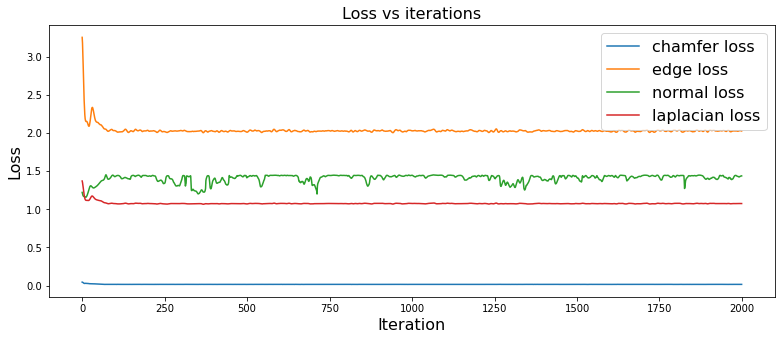 Loss vs iterations
chamfer loss
edge loss
normal loss
laplacian loss
3.0
2.5
2.0
1.5
1.0
0.5
0.0
Loss
0 250 500 750 1000 1250 1500 1750 2000
Iteration